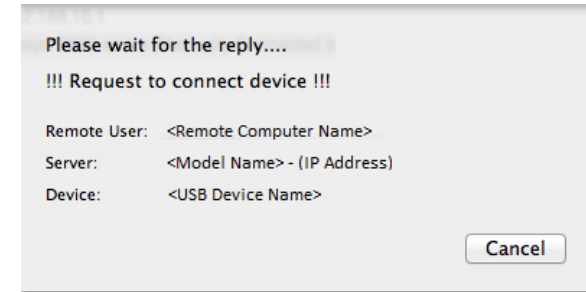 Please wait for the reply....
!!! Request to connect device !!!
Remote User: <Remote Computer Name>
Server: <Model Name> - (IP Address)
Device: <USB Device Name>
Cancel